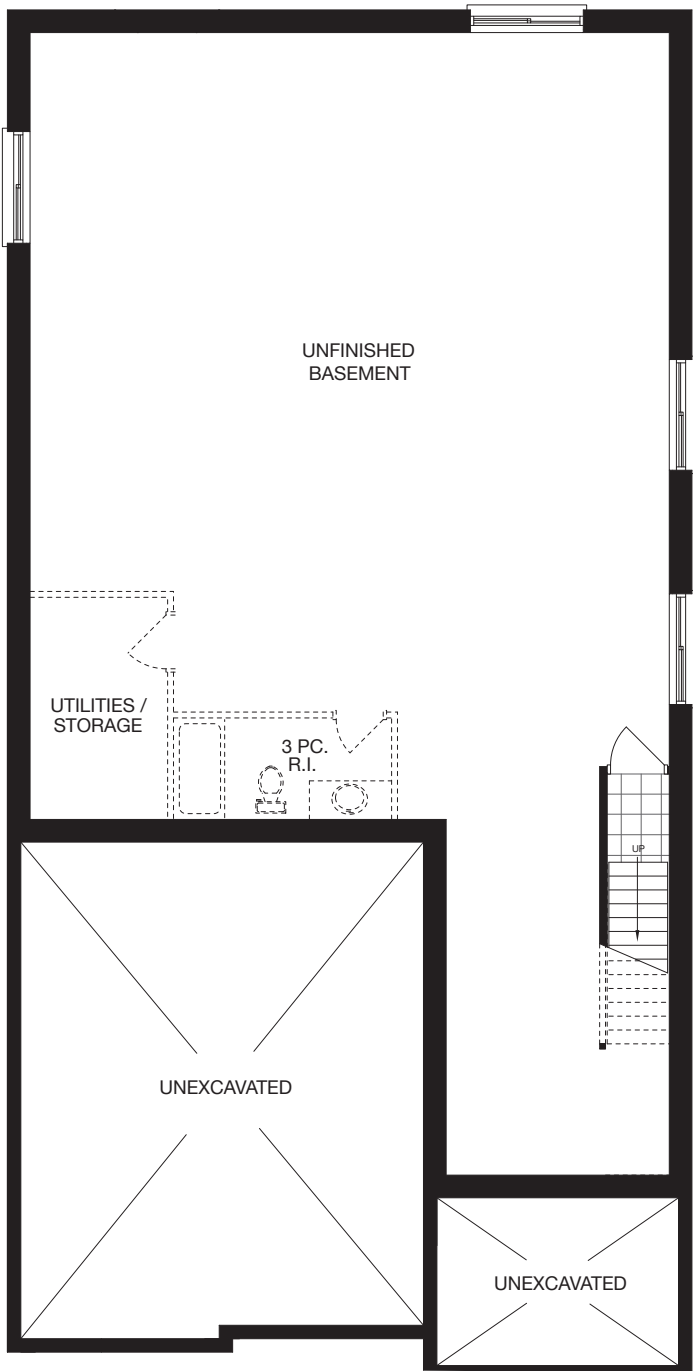 UNFINISHED
BASEMENT
UTILITIES /
STORAGE
3 PC.
R.I.
UP
UNEXCAVATED
UNEXCAVATED